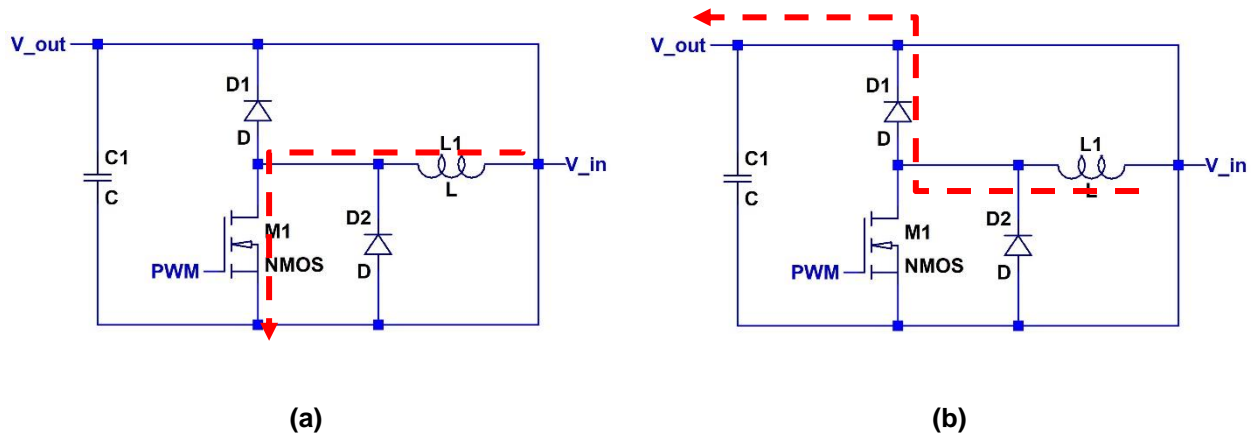 V_out
D1
D
C1
C
L1
L
V_in
M1
NMOS
PWM
D2
D
(a)
V_out
D1
D
C1
C
L1
L
V_in
M1
NMOS
PWM
D2
D
(b)